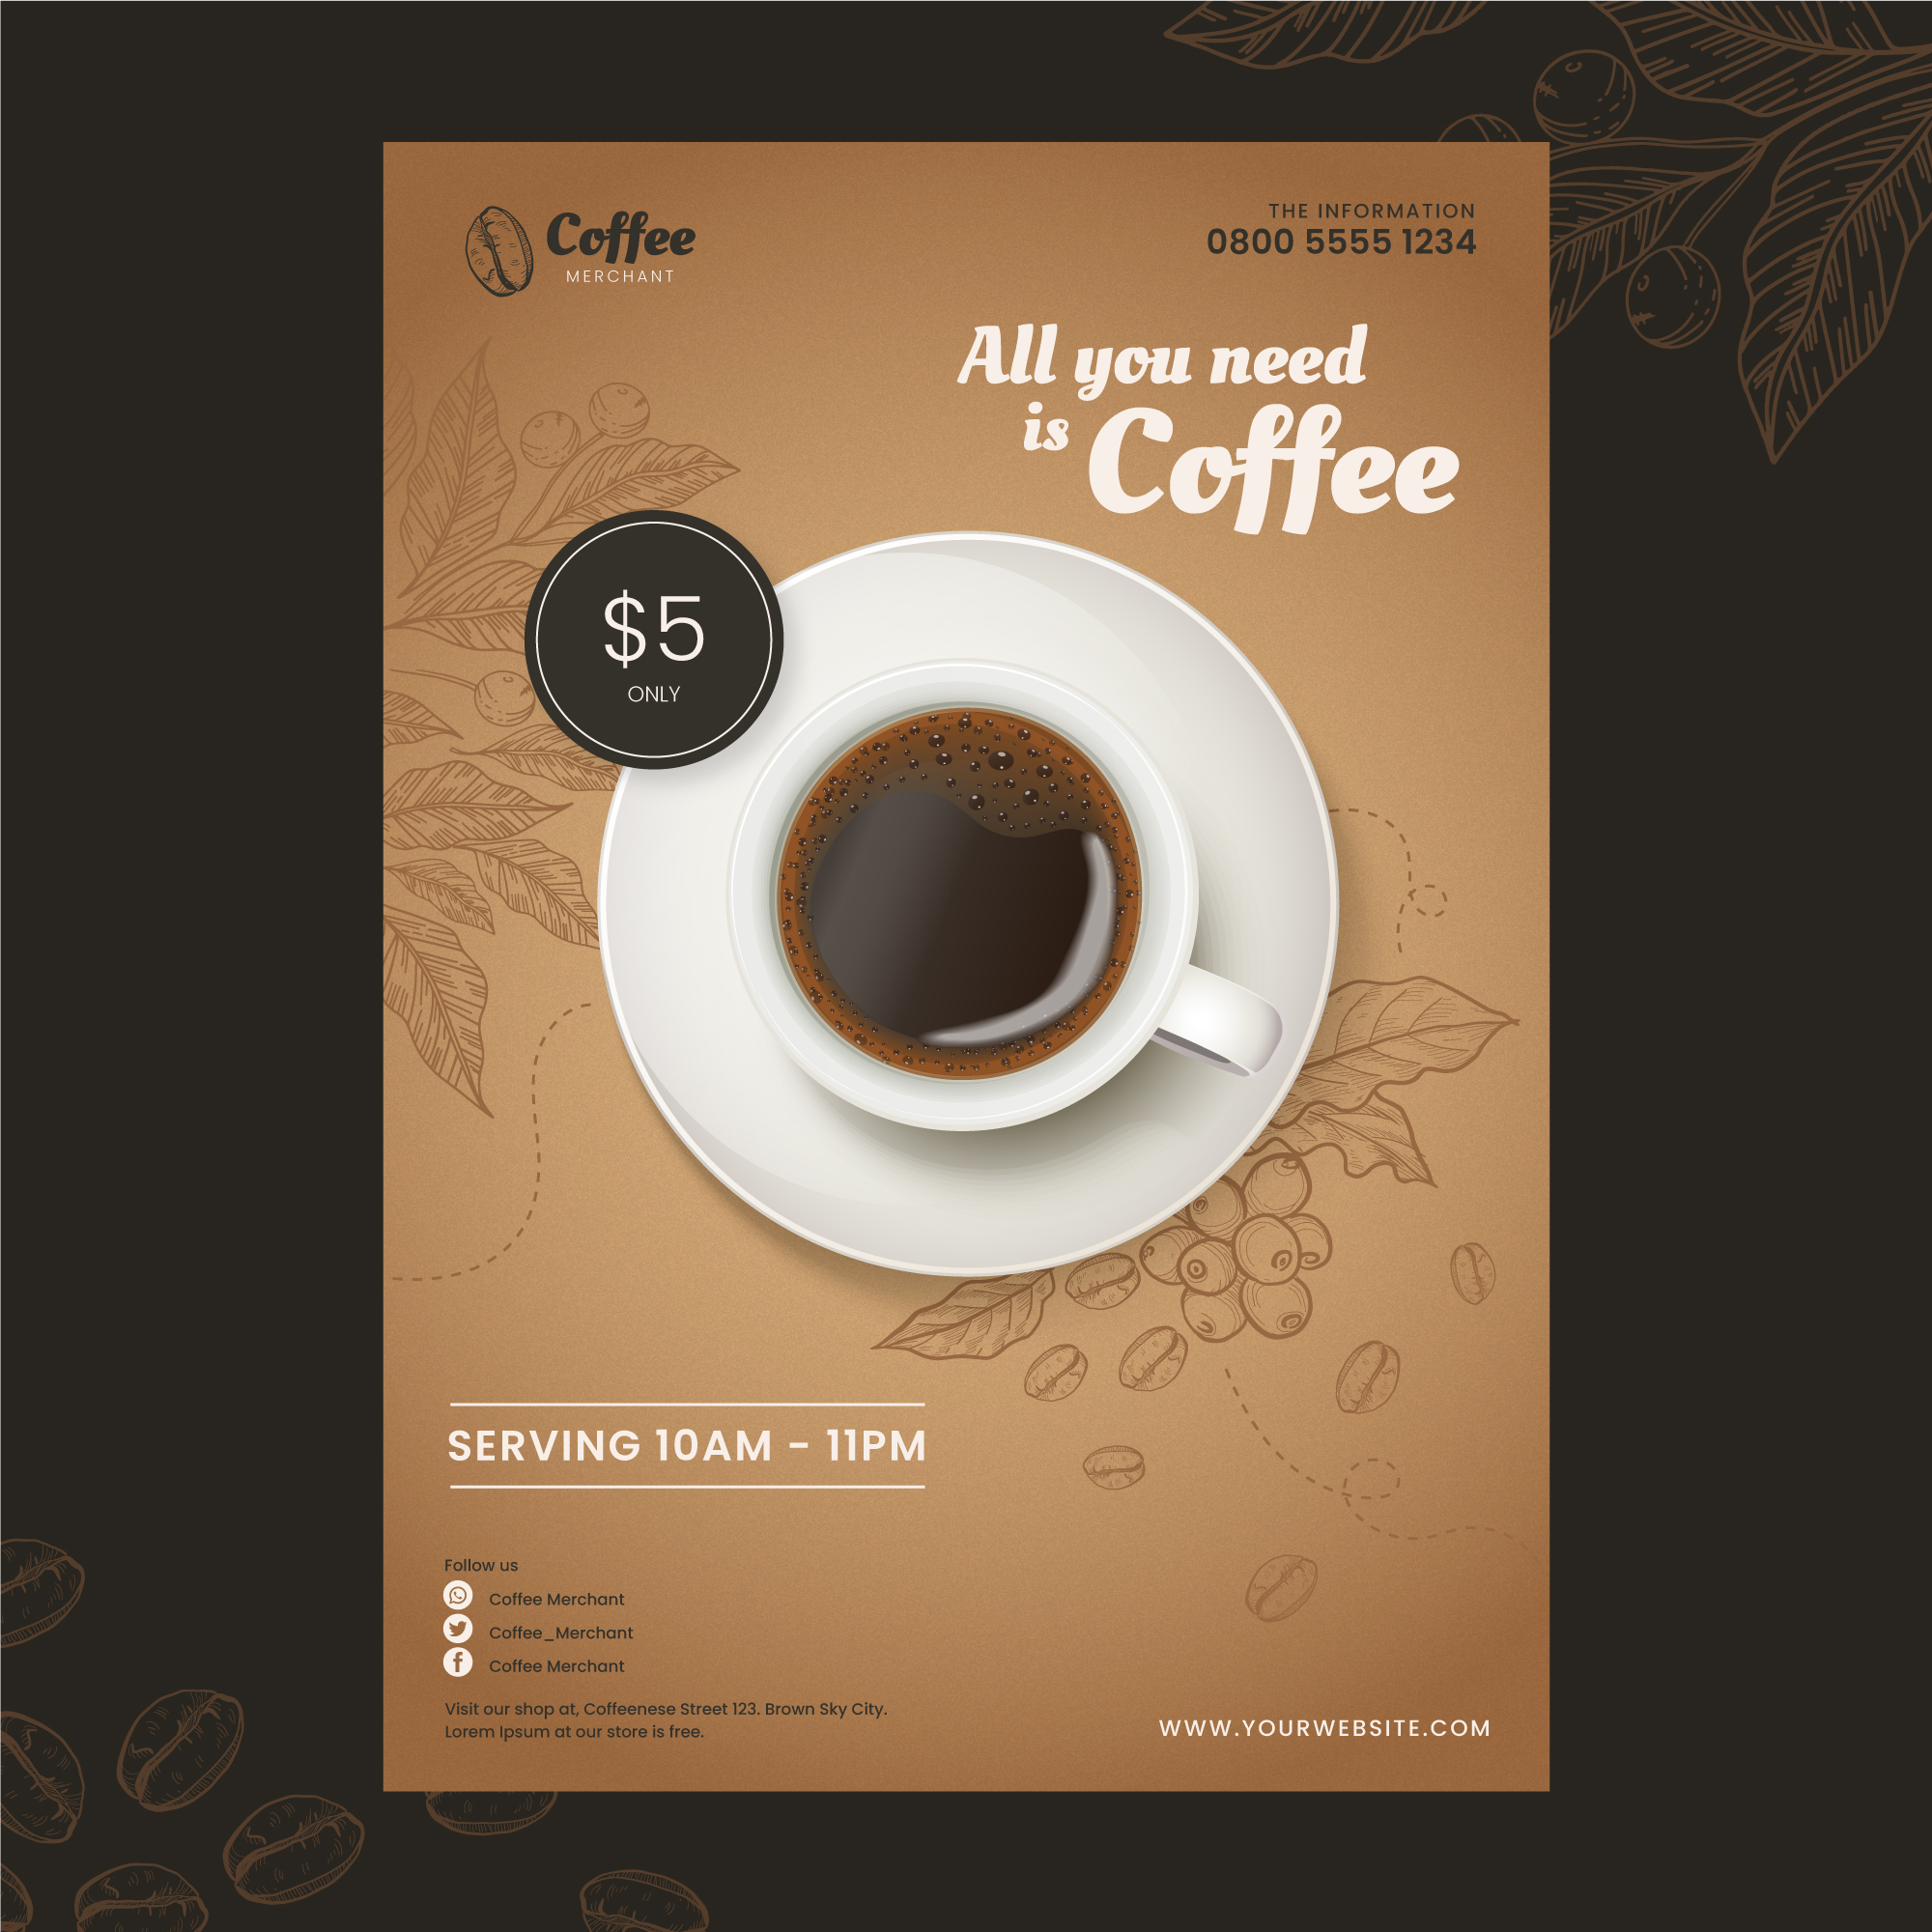 Coffee
MERCHANT
THE INFORMATION
0800 5555 1234
All you need
is Coffee
$5
ONLY
SERVING 10AM - 11PM
Follow us
Coffee Merchant
Coffee_Merchant
Coffee Merchant
Visit our shop at, Coffeenese Street 123. Brown Sky City.
Lorem Ipsum at our store is free.
WWW.YOURWEBSITE.COM